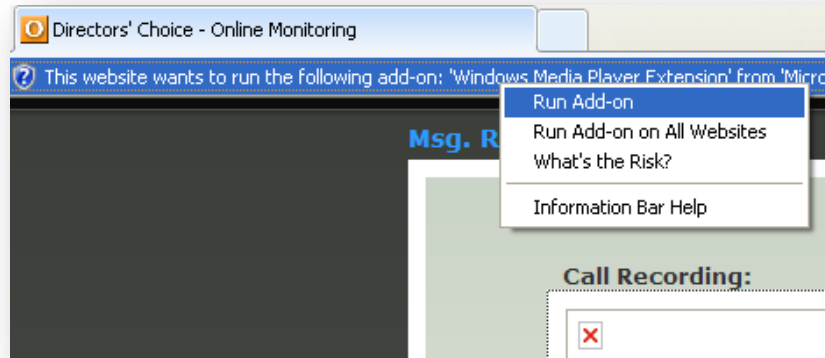 Directors' Choice - Online Monitoring
This website wants to run the following add-on: 'Windows Media Player Extension' from 'Micro
Run Add-on
Msg. R
Run Add-on on All Websites
What's the Risk?
Information Bar Help
Call Recording: